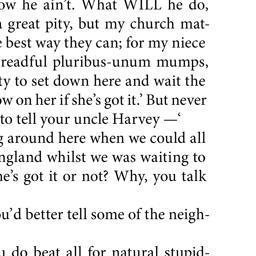 ow he ain't. What WILL he do,
great pity, but my church mat-
best way they can; for my niece
readful pluribus-unum mumps,
ty to set down here and wait the
ow on her if she's got it.' But never
to tell your uncle Harvey —‘
g around here when we could all
ngland whilst we was waiting to
he's got it or not? Why, you talk
u'd better tell some of the neigh-
u do beat all for natural stupid-